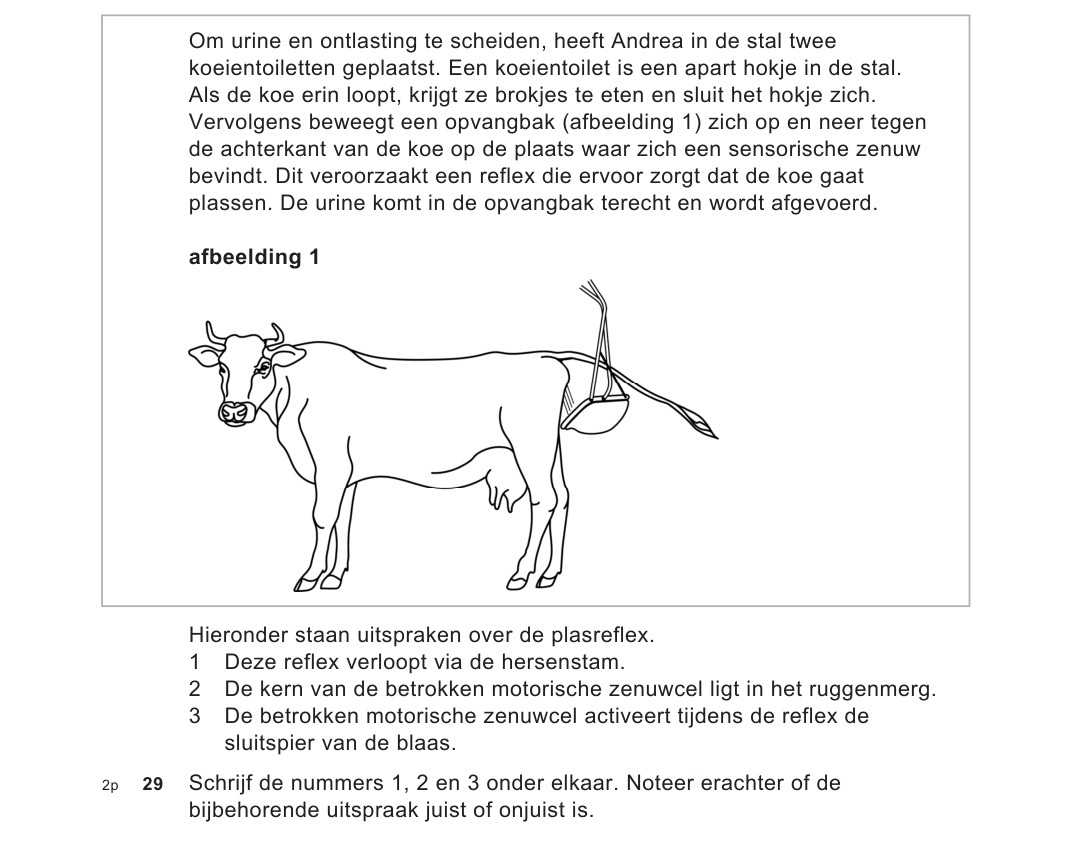 Om urine en ontlasting te scheiden, heeft Andrea in de stal twee
koeientoiletten geplaatst. Een koeientoilet is een apart hokje in de stal.
Als de koe erin loopt, krijgt ze brokjes te eten en sluit het hokje zich.
Vervolgens beweegt een opvangbak (afbeelding 1) zich op en neer tegen
de achterkant van de koe op de plaats waar zich een sensorische zenuw
bevindt. Dit veroorzaakt een reflex die ervoor zorgt dat de koe gaat
plassen. De urine komt in de opvangbak terecht en wordt afgevoerd.
afbeelding 1
Hieronder staan uitspraken over de plasreflex.
1 Deze reflex verloopt via de hersenstam.
2 De kern van de betrokken motorische zenuwcel ligt in het ruggenmerg.
3 De betrokken motorische zenuwcel activeert tijdens de reflex de
sluitspier van de blaas.
2p 29 Schrijf de nummers 1, 2 en 3 onder elkaar. Noteer erachter of de
bijbehorende uitspraak juist of onjuist is.